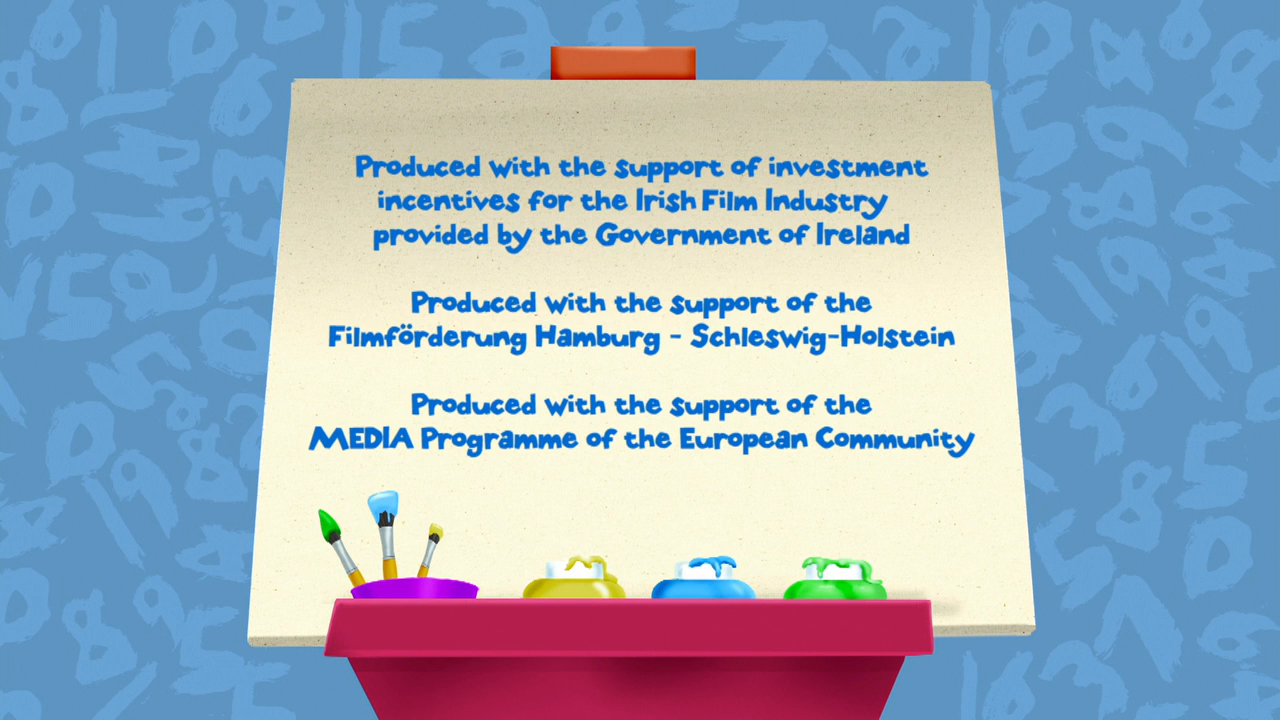 Produced with the support of investment
incentives for the Irish Film Industry
provided by the Government of Ireland
Produced with the support of the
Filmförderung Hamburg - Schleswig-Holstein
Produced with the support of the
MEDIA Programme of the European Community